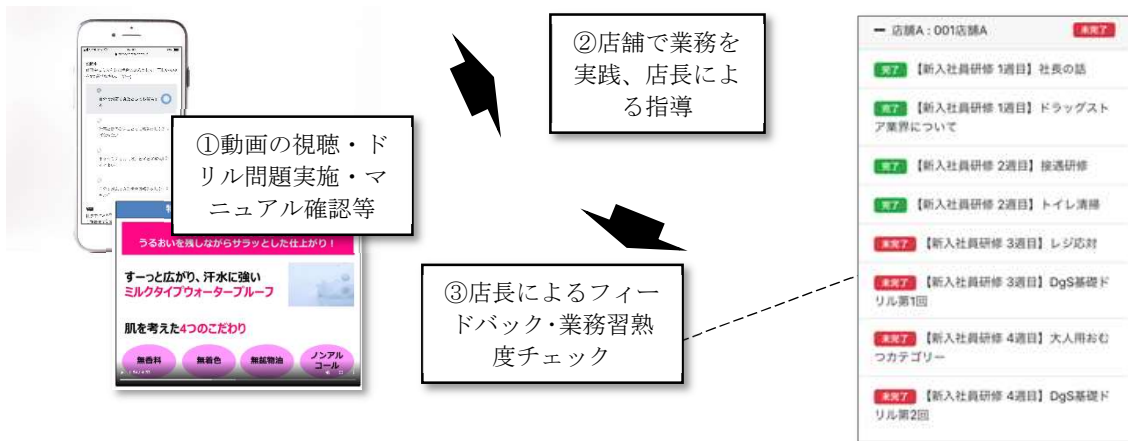 ①動画の視聴・ド
リル問題実施・マ
ニュアル確認等
②店舗で業務を
実践、店長によ
る指導
③店長によるフィー
ドバック・業務習熟
度チェック
うるおいを残しながらサラッとした仕上がり！
すーっと広がり、汗水に強い
ミルクタイプウォータープルーフ
肌を考えた4つのこだわり
無香料
無着色
無鉱物油
ノンアル
コール
ー 店舗A：001店舗A 未完了
完了 【新入社員研修 1週目】社長の話
完了 【新入社員研修 1週目】ドラッグスト
ア業界について
完了 【新入社員研修 2週目】接遇研修
完了 【新入社員研修 2週目】トイレ清掃
未完了 【新入社員研修 3週目】レジ応対
未完了 【新入社員研修 3週目】DgS基礎ド
リル第1回
未完了 【新入社員研修 4週目】大人用おむ
つカテゴリー
未完了 【新入社員研修 4週目】DgS基礎ド
リル第2回